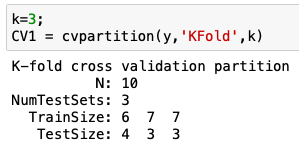 k=3;
CV1 = cvpartition(y,'KFold',k)
K-fold cross validation partition
N: 10
NumTestSets: 3
TrainSize: 6 7 7
TestSize: 4 3 3